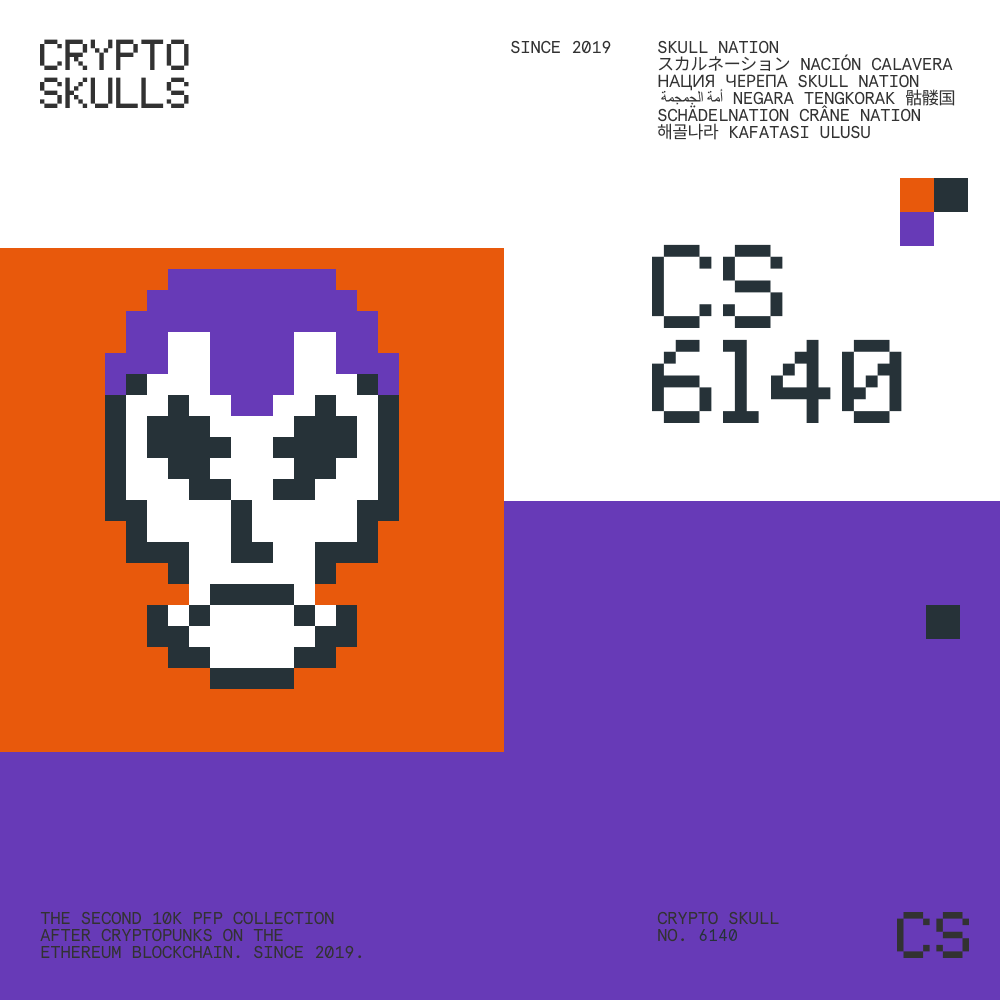 CRYPTO
SKULLS
SINCE 2019
SKULL NATION
スカルネーション NACIÓN CALAVERA
НАЦИЯ ЧЕРЕПА SKULL NATION
أمة الجمجمة NEGARA TENGKORAK 骷髅国
SCHÄDELNATION CRÂNE NATION
해골나라 KAFATASI ULUSU
CS
6140
THE SECOND 10K PFP COLLECTION
AFTER CRYPTOPUNKS ON THE
ETHEREUM BLOCKCHAIN. SINCE 2019.
CRYPTO SKULL
NO. 6140
CS